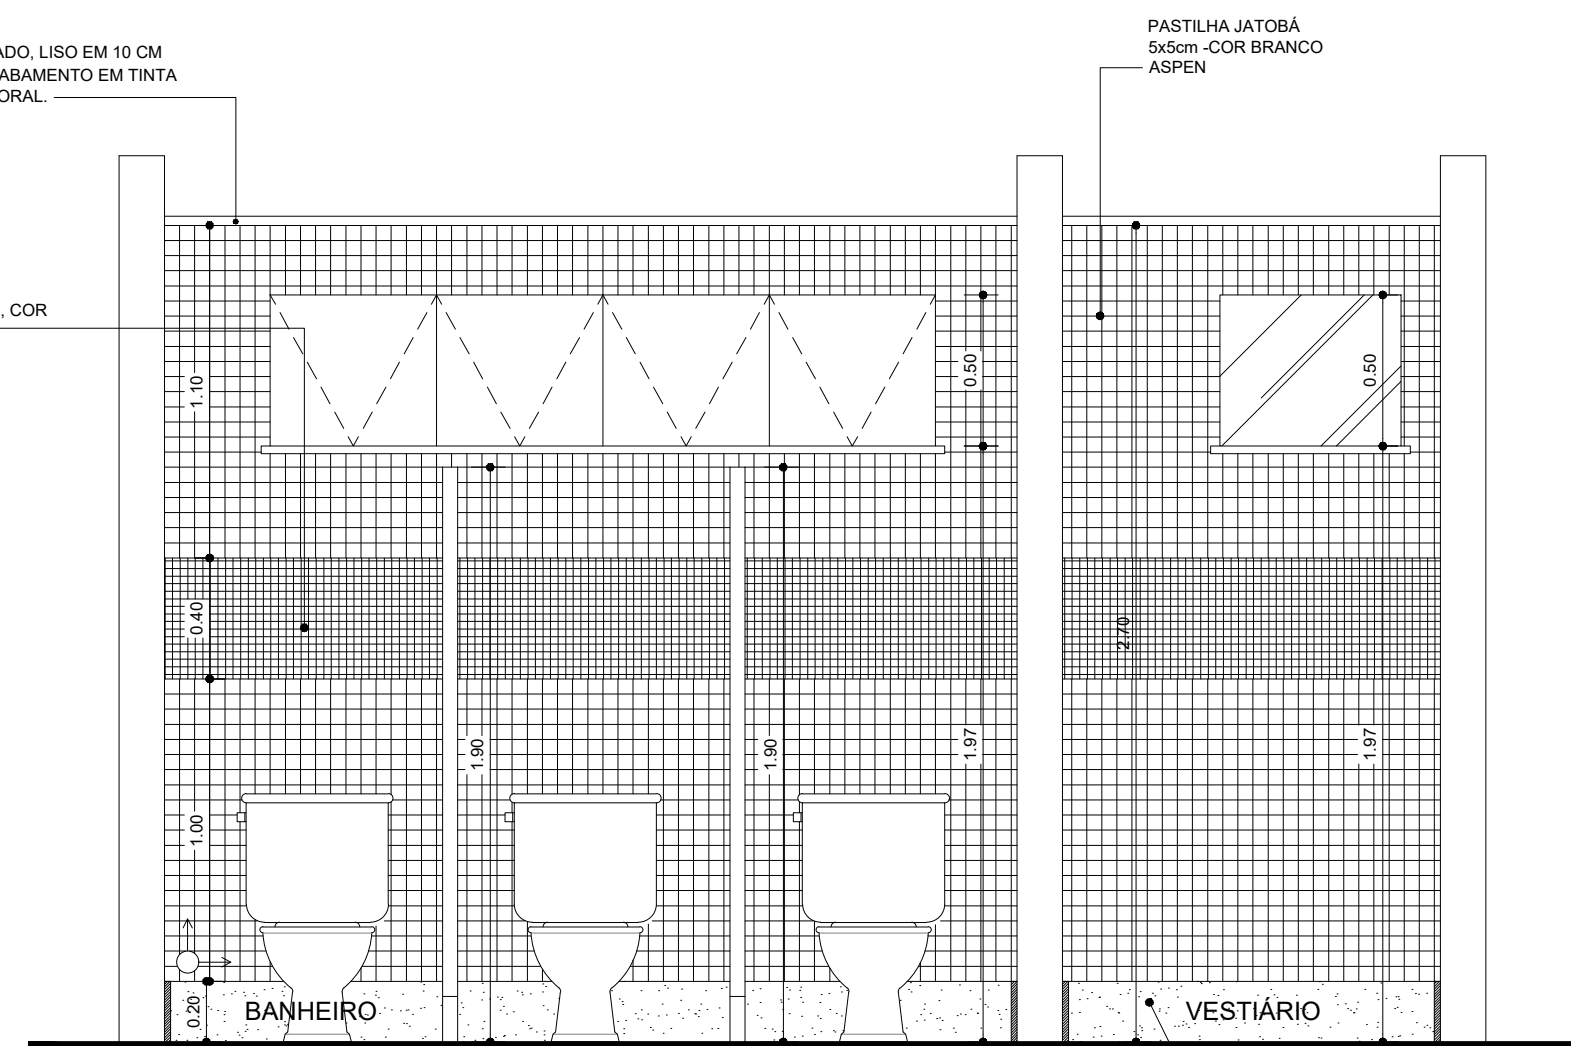 PASTILHA JATOBÁ
5x5cm -COR BRANCO
ASPEN
ADO, LISO EM 10 CM
ABAMENTO EM TINTA
ORAL.
, COR
1.10
0.50
0.50
0.40
2.70
1.90
1.90
1.97
1.97
1.00
0.20
BANHEIRO
VESTIÁRIO